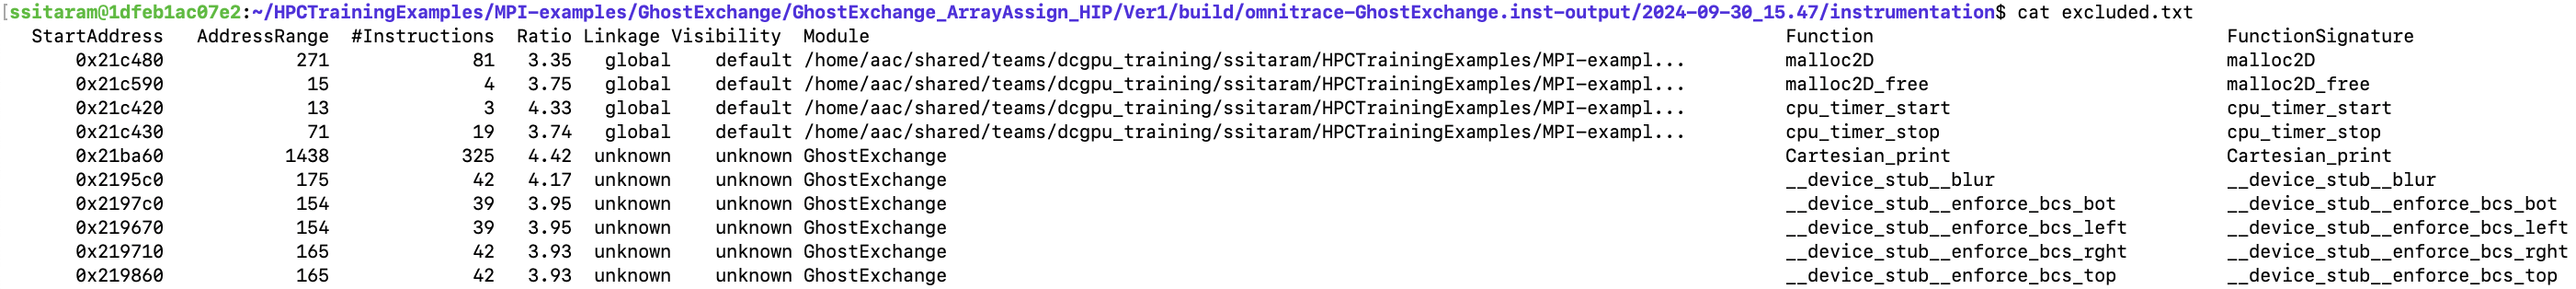 [ssitaram@1dfeb1ac07e2:~/HPCTrainingExamples/MPI-examples/GhostExchange/GhostExchange_ArrayAssign_HIP/Ver1/build/omnitrace-GhostExchange.inst-output/2024-09-30_15.47/instrumentation$ cat excluded.txt
StartAddress AddressRange #Instructions Ratio Linkage Visibility Module Function FunctionSignature
0x21c480 271 81 3.35 global default /home/aac/shared/teams/dcgpu_training/ssitaram/HPCTrainingExamples/MPI-exampl... malloc2D malloc2D
0x21c590 15 4 3.75 global default /home/aac/shared/teams/dcgpu_training/ssitaram/HPCTrainingExamples/MPI-exampl... malloc2D_free malloc2D_free
0x21c420 13 3 4.33 global default /home/aac/shared/teams/dcgpu_training/ssitaram/HPCTrainingExamples/MPI-exampl... cpu_timer_start cpu_timer_start
0x21c430 71 19 3.74 global default /home/aac/shared/teams/dcgpu_training/ssitaram/HPCTrainingExamples/MPI-exampl... cpu_timer_stop cpu_timer_stop
0x21ba60 1438 325 4.42 unknown unknown GhostExchange Cartesian_print Cartesian_print
0x2195c0 175 42 4.17 unknown unknown GhostExchange __device_stub__blur __device_stub__blur
0x2197c0 154 39 3.95 unknown unknown GhostExchange __device_stub__enforce_bcs_bot __device_stub__enforce_bcs_bot
0x219670 154 39 3.95 unknown unknown GhostExchange __device_stub__enforce_bcs_left __device_stub__enforce_bcs_left
0x219710 165 42 3.93 unknown unknown GhostExchange __device_stub__enforce_bcs_rght __device_stub__enforce_bcs_rght
0x219860 165 42 3.93 unknown unknown GhostExchange __device_stub__enforce_bcs_top __device_stub__enforce_bcs_top